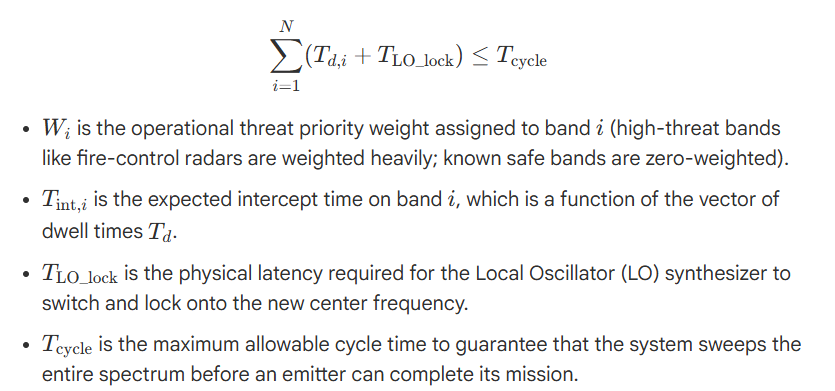 $$\sum_{i=1}^{N} (T_{d,i} + T_{\text{LO\_lock}}) \leq T_{\text{cycle}}$$
• $W_i$ is the operational threat priority weight assigned to band $i$ (high-threat bands
like fire-control radars are weighted heavily; known safe bands are zero-weighted).
• $T_{\text{int},i}$ is the expected intercept time on band $i$, which is a function of the vector of
dwell times $T_d$.
• $T_{\text{LO\_lock}}$ is the physical latency required for the Local Oscillator (LO) synthesizer to
switch and lock onto the new center frequency.
• $T_{\text{cycle}}$ is the maximum allowable cycle time to guarantee that the system sweeps the
entire spectrum before an emitter can complete its mission.